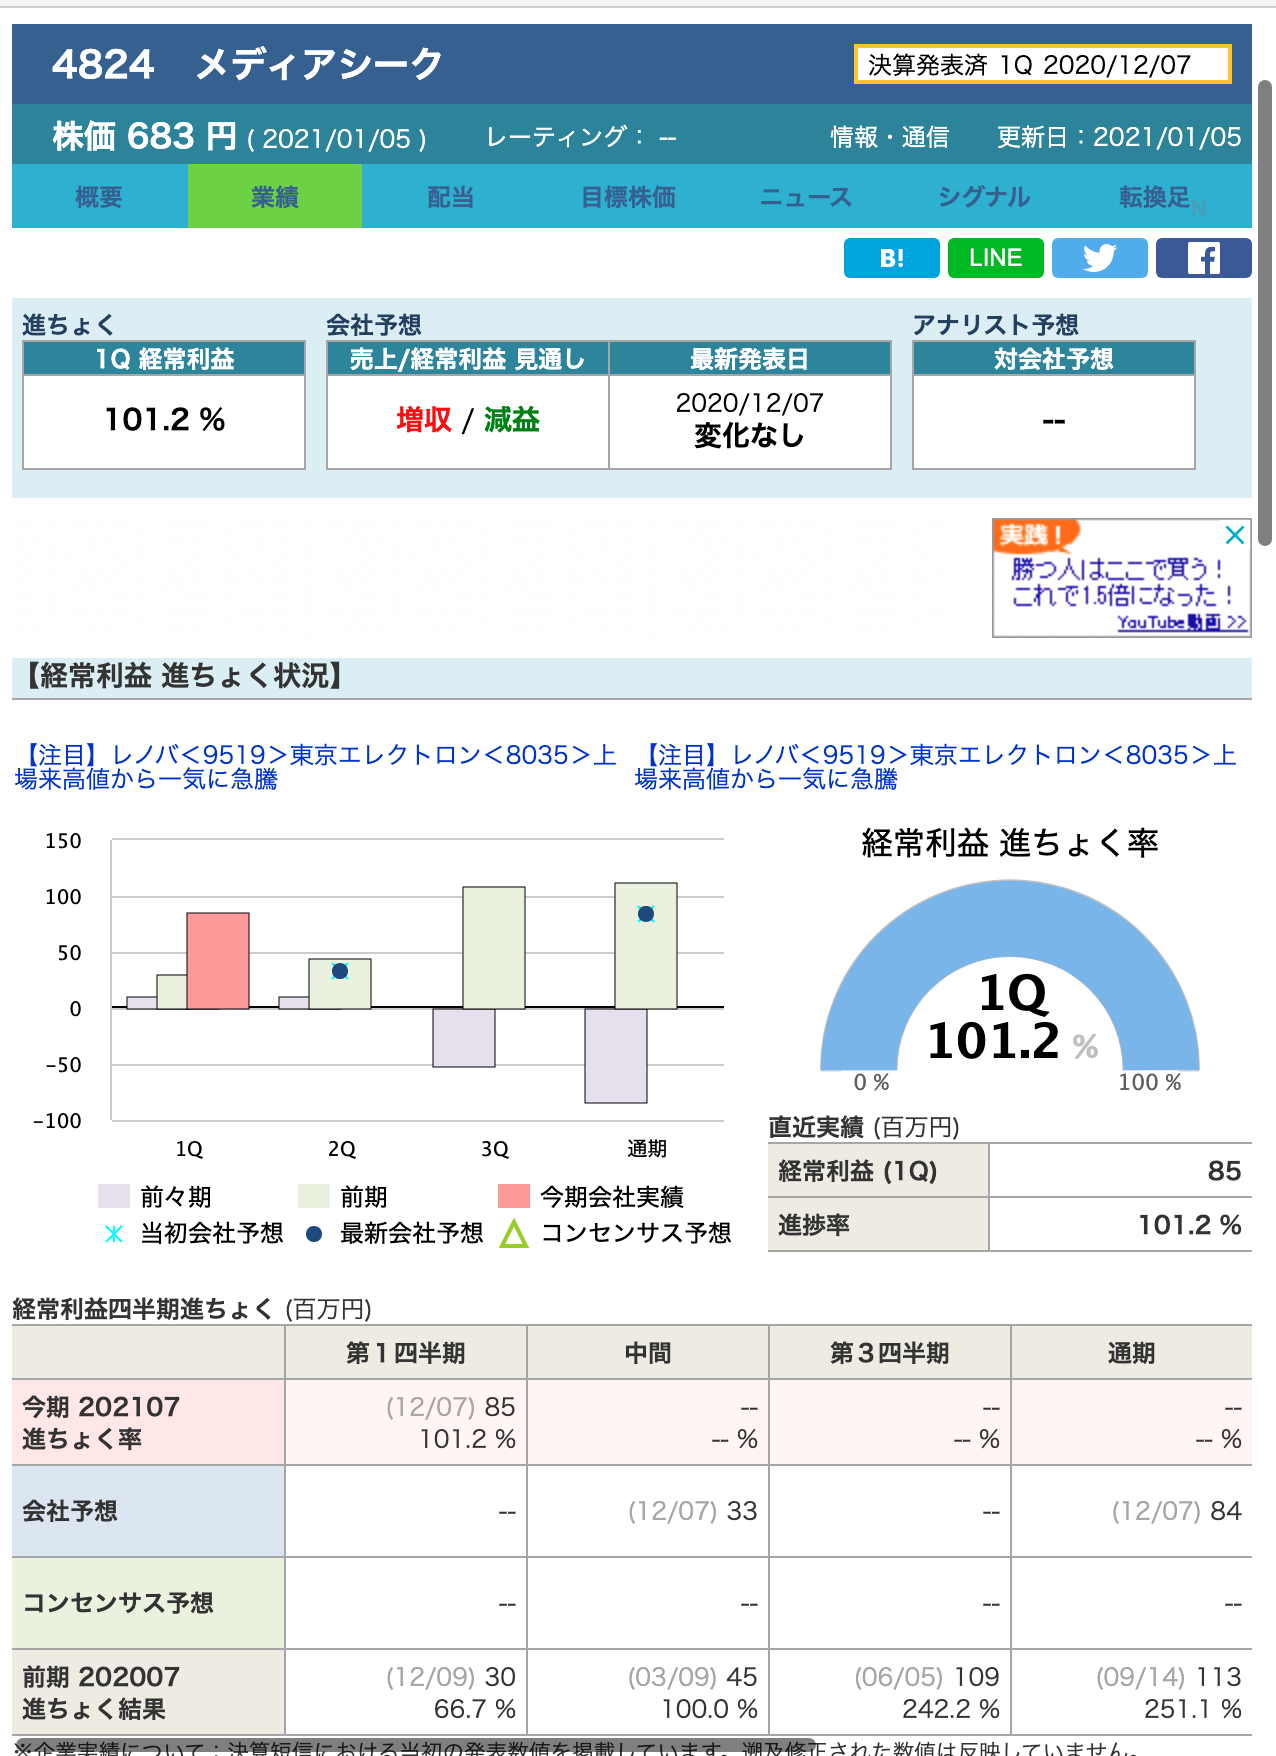 4824 メディアシーク
決算発表済 1Q 2020/12/07
株価 683 円 ( 2021/01/05 ) レーティング： -- 情報・通信 更新日：2021/01/05
概要 業績 配当 目標株価 ニュース シグナル 転換足N
B! LINE
進ちょく 会社予想 アナリスト予想
1Q 経常利益 売上/経常利益 見通し 最新発表日 対会社予想
101.2 % 増収 / 減益 2020/12/07 --
変化なし
実践！
勝つ人はここで買う！
これで1.5倍になった！
YouTube動画 >>
【経常利益 進ちょく状況】
【注目】レノバ＜9519＞東京エレクトロン＜8035＞上
場来高値から一気に急騰
【注目】レノバ＜9519＞東京エレクトロン＜8035＞上
場来高値から一気に急騰
150
100
50
0
-50
-100
1Q 2Q 3Q 通期
前々期 前期 今期会社実績
当初会社予想 最新会社予想 コンセンサス予想
経常利益 進ちょく率
1Q
101.2 %
0 % 100 %
直近実績 (百万円)
経常利益 (1Q) 85
進捗率 101.2 %
経常利益四半期進ちょく (百万円)
第１四半期 中間 第３四半期 通期
今期 202107 (12/07) 85 -- -- --
進ちょく率 101.2 % -- % -- % -- %
会社予想 -- (12/07) 33 -- (12/07) 84
コンセンサス予想 -- -- -- --
前期 202007 (12/09) 30 (03/09) 45 (06/05) 109 (09/14) 113
進ちょく結果 66.7 % 100.0 % 242.2 % 251.1 %
※企業実績について：決算短信における当初の発表数値を掲載しています。遡及修正された数値は反映していません。